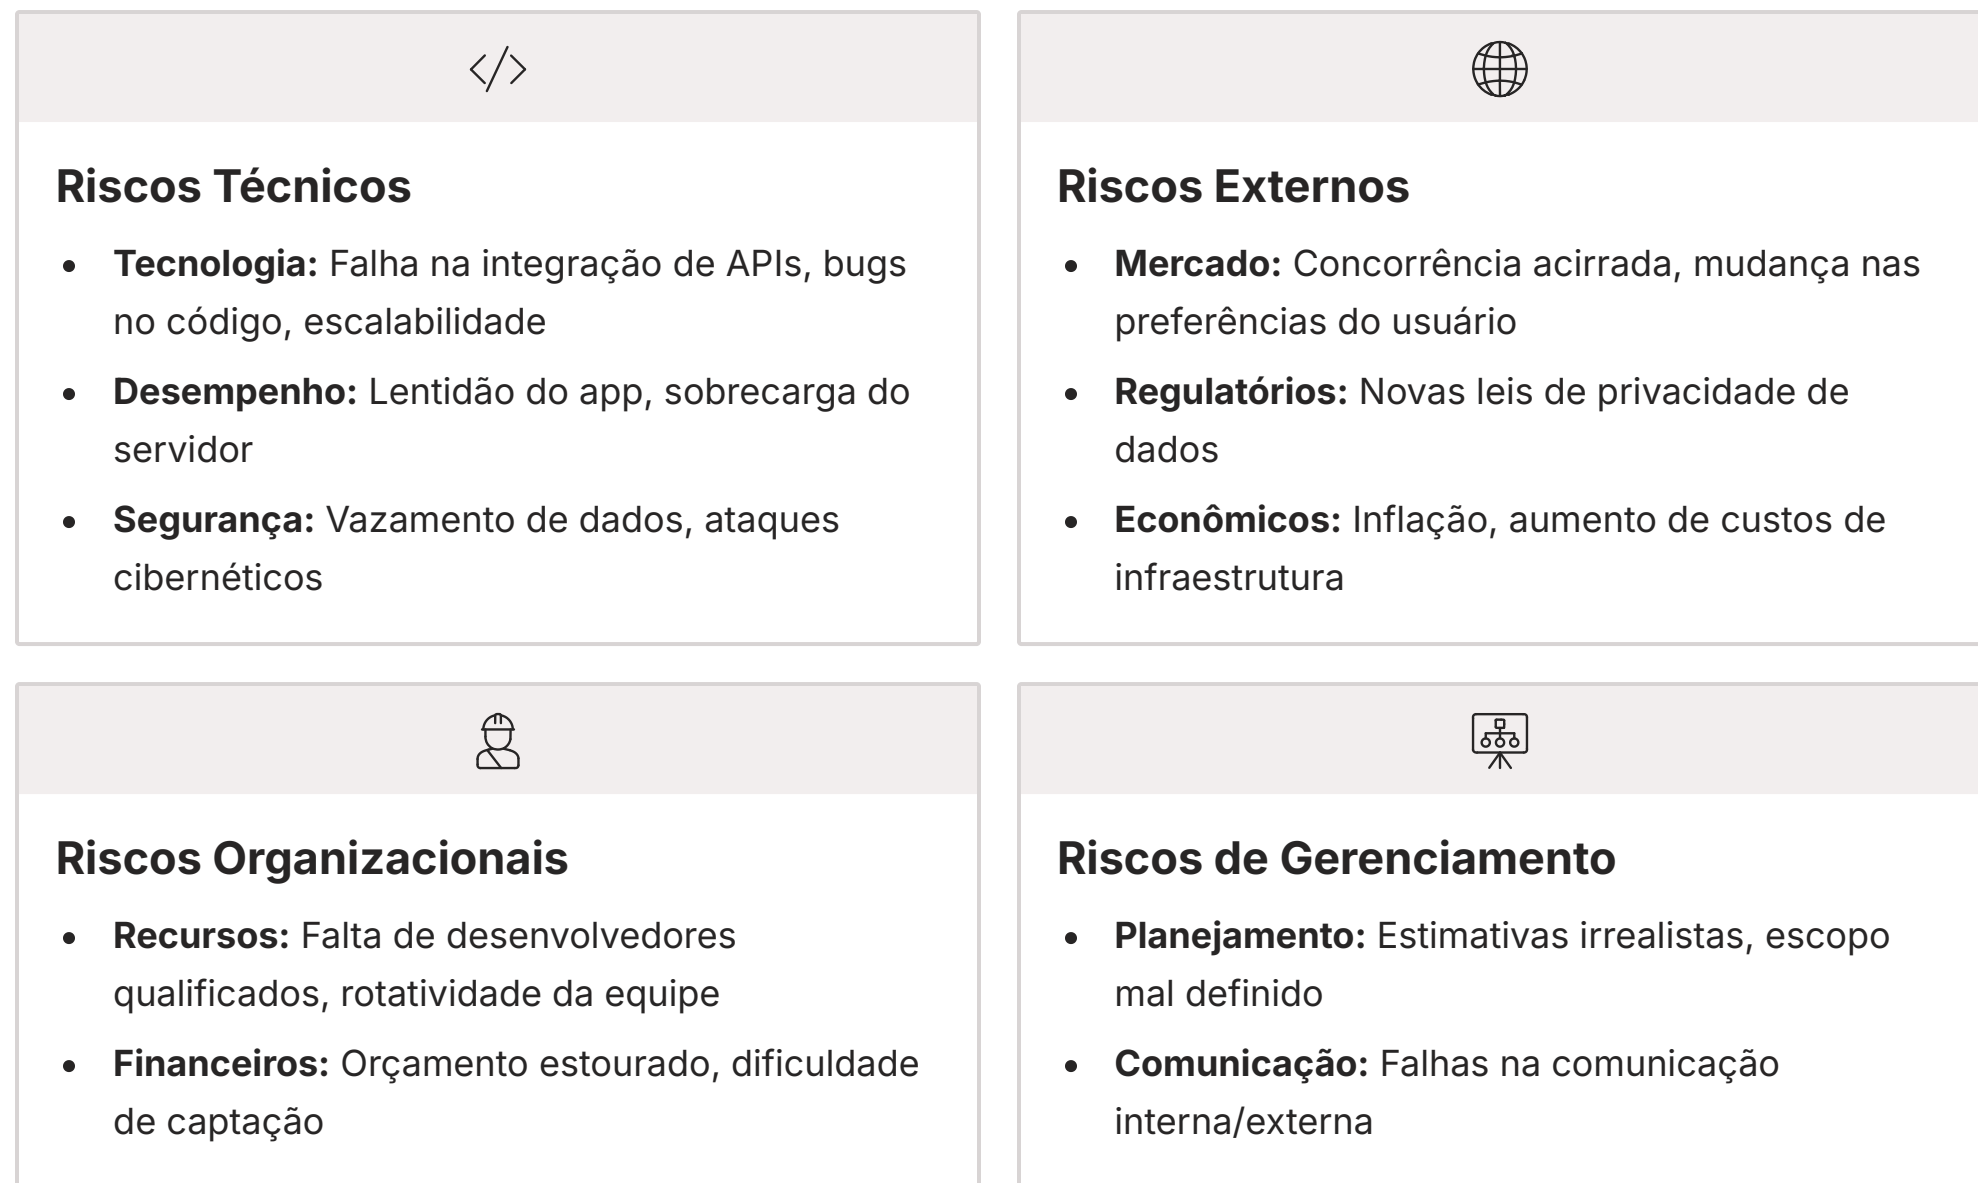 Riscos Técnicos
• Tecnologia: Falha na integração de APIs, bugs
no código, escalabilidade
• Desempenho: Lentidão do app, sobrecarga do
servidor
• Segurança: Vazamento de dados, ataques
cibernéticos
Riscos Externos
• Mercado: Concorrência acirrada, mudança nas
preferências do usuário
• Regulatórios: Novas leis de privacidade de
dados
• Econômicos: Inflação, aumento de custos de
infraestrutura
Riscos Organizacionais
• Recursos: Falta de desenvolvedores
qualificados, rotatividade da equipe
• Financeiros: Orçamento estourado, dificuldade
de captação
Riscos de Gerenciamento
• Planejamento: Estimativas irrealistas, escopo
mal definido
• Comunicação: Falhas na comunicação
interna/externa